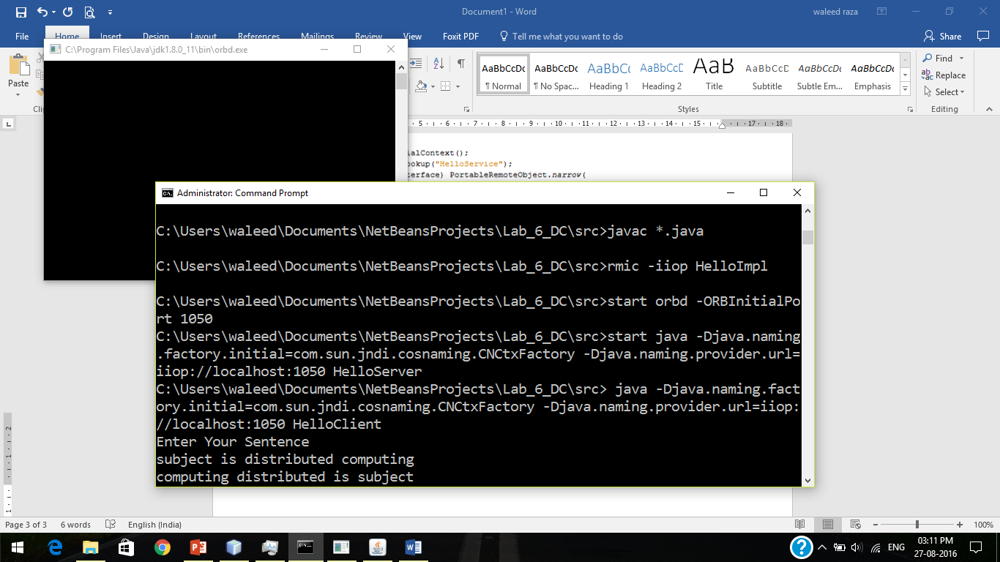 Document1 - Word
waleed raza
File Home Insert Design Layout References Mailings Review View Foxit PDF Tell me what you want to do Share
C:\Program Files\Java\jdk1.8.0_11\bin\orbd.exe
Paste
AaBbCcDc AaBbCcDc AaBbC AaBbCcD AaB AaBbCcD AaBbCcDc AaBbCcDc
¶ Normal ¶ No Spac... Heading 1 Heading 2 Title Subtitle Subtle Em... Emphasis
Find
Replace
Select
Styles
Editing
5 6 7 8 9 10 11 12 13 14 15 17 18
ialContext();
ookup("HelloService");
terface) PortableRemoteObject.narrow(
Administrator: Command Prompt
C:\Users\waleed\Documents\NetBeansProjects\Lab_6_DC\src>javac *.java
C:\Users\waleed\Documents\NetBeansProjects\Lab_6_DC\src>rmic -iiop HelloImpl
C:\Users\waleed\Documents\NetBeansProjects\Lab_6_DC\src>start orbd -ORBInitialPo
rt 1050
C:\Users\waleed\Documents\NetBeansProjects\Lab_6_DC\src>start java -Djava.naming
.factory.initial=com.sun.jndi.cosnaming.CNCtxFactory -Djava.naming.provider.url=
iiop://localhost:1050 HelloServer
C:\Users\waleed\Documents\NetBeansProjects\Lab_6_DC\src> java -Djava.naming.fact
ory.initial=com.sun.jndi.cosnaming.CNCtxFactory -Djava.naming.provider.url=iiop:
//localhost:1050 HelloClient
Enter Your Sentence
subject is distributed computing
computing distributed is subject
Page 3 of 3 6 words English (India) 100%
ENG
03:11 PM
27-08-2016